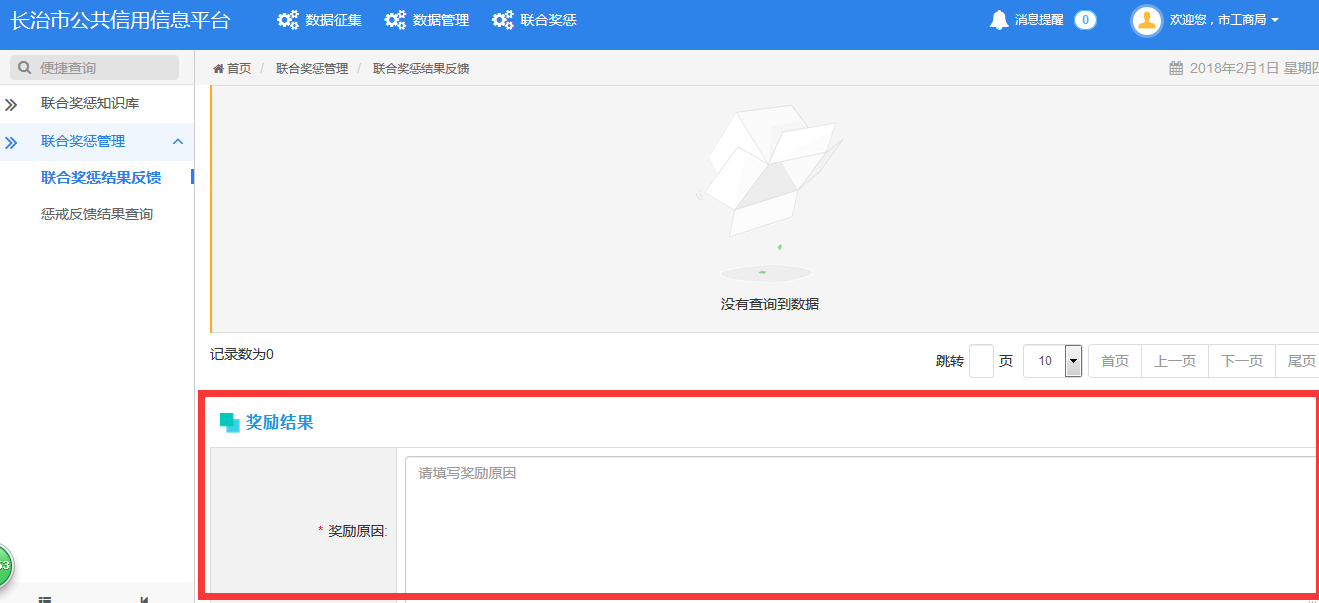 长治市公共信用信息平台 数据征集 数据管理 联合奖惩 消息提醒 0 欢迎您，市工商局
便捷查询 首页 / 联合奖惩管理 / 联合奖惩结果反馈 2018年2月1日 星期四
联合奖惩知识库
联合奖惩管理
联合奖惩结果反馈
惩戒反馈结果查询
没有查询到数据
记录数为0 跳转 页 10 首页 上一页 下一页 尾页
奖励结果
请填写奖励原因
* 奖励原因:
53